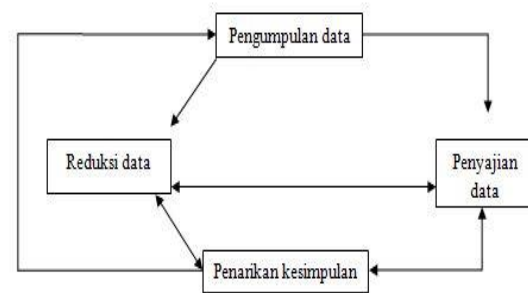 Pengumpulan data
Reduksi data
Penyajian
data
Penarikan kesimpulan